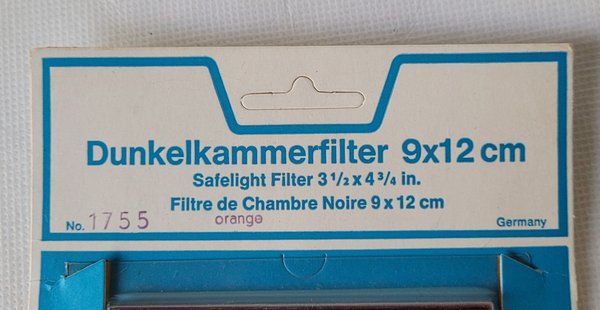 Dunkelkammerfilter 9x12 cm
Safelight Filter 3 1/2 x 4 3/4 in.
Filtre de Chambre Noire 9 x 12 cm
No. 1755 orange Germany